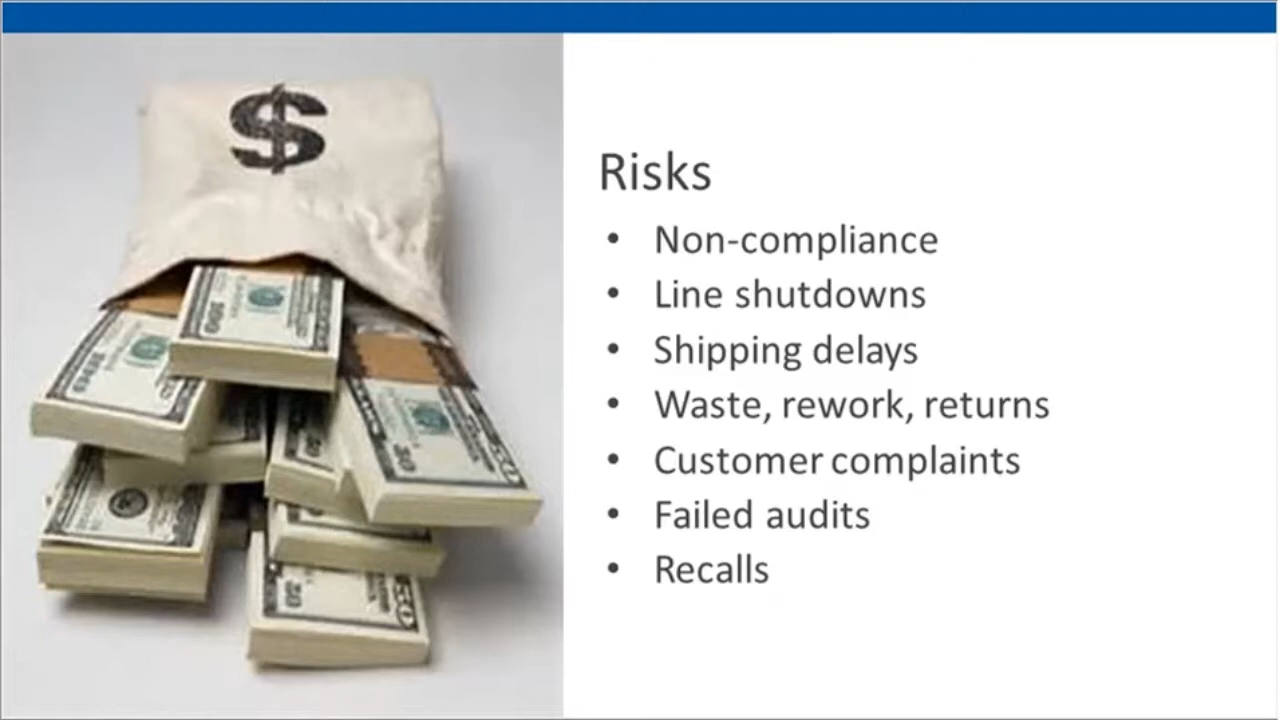 $
Risks
• Non-compliance
• Line shutdowns
• Shipping delays
• Waste, rework, returns
• Customer complaints
• Failed audits
• Recalls